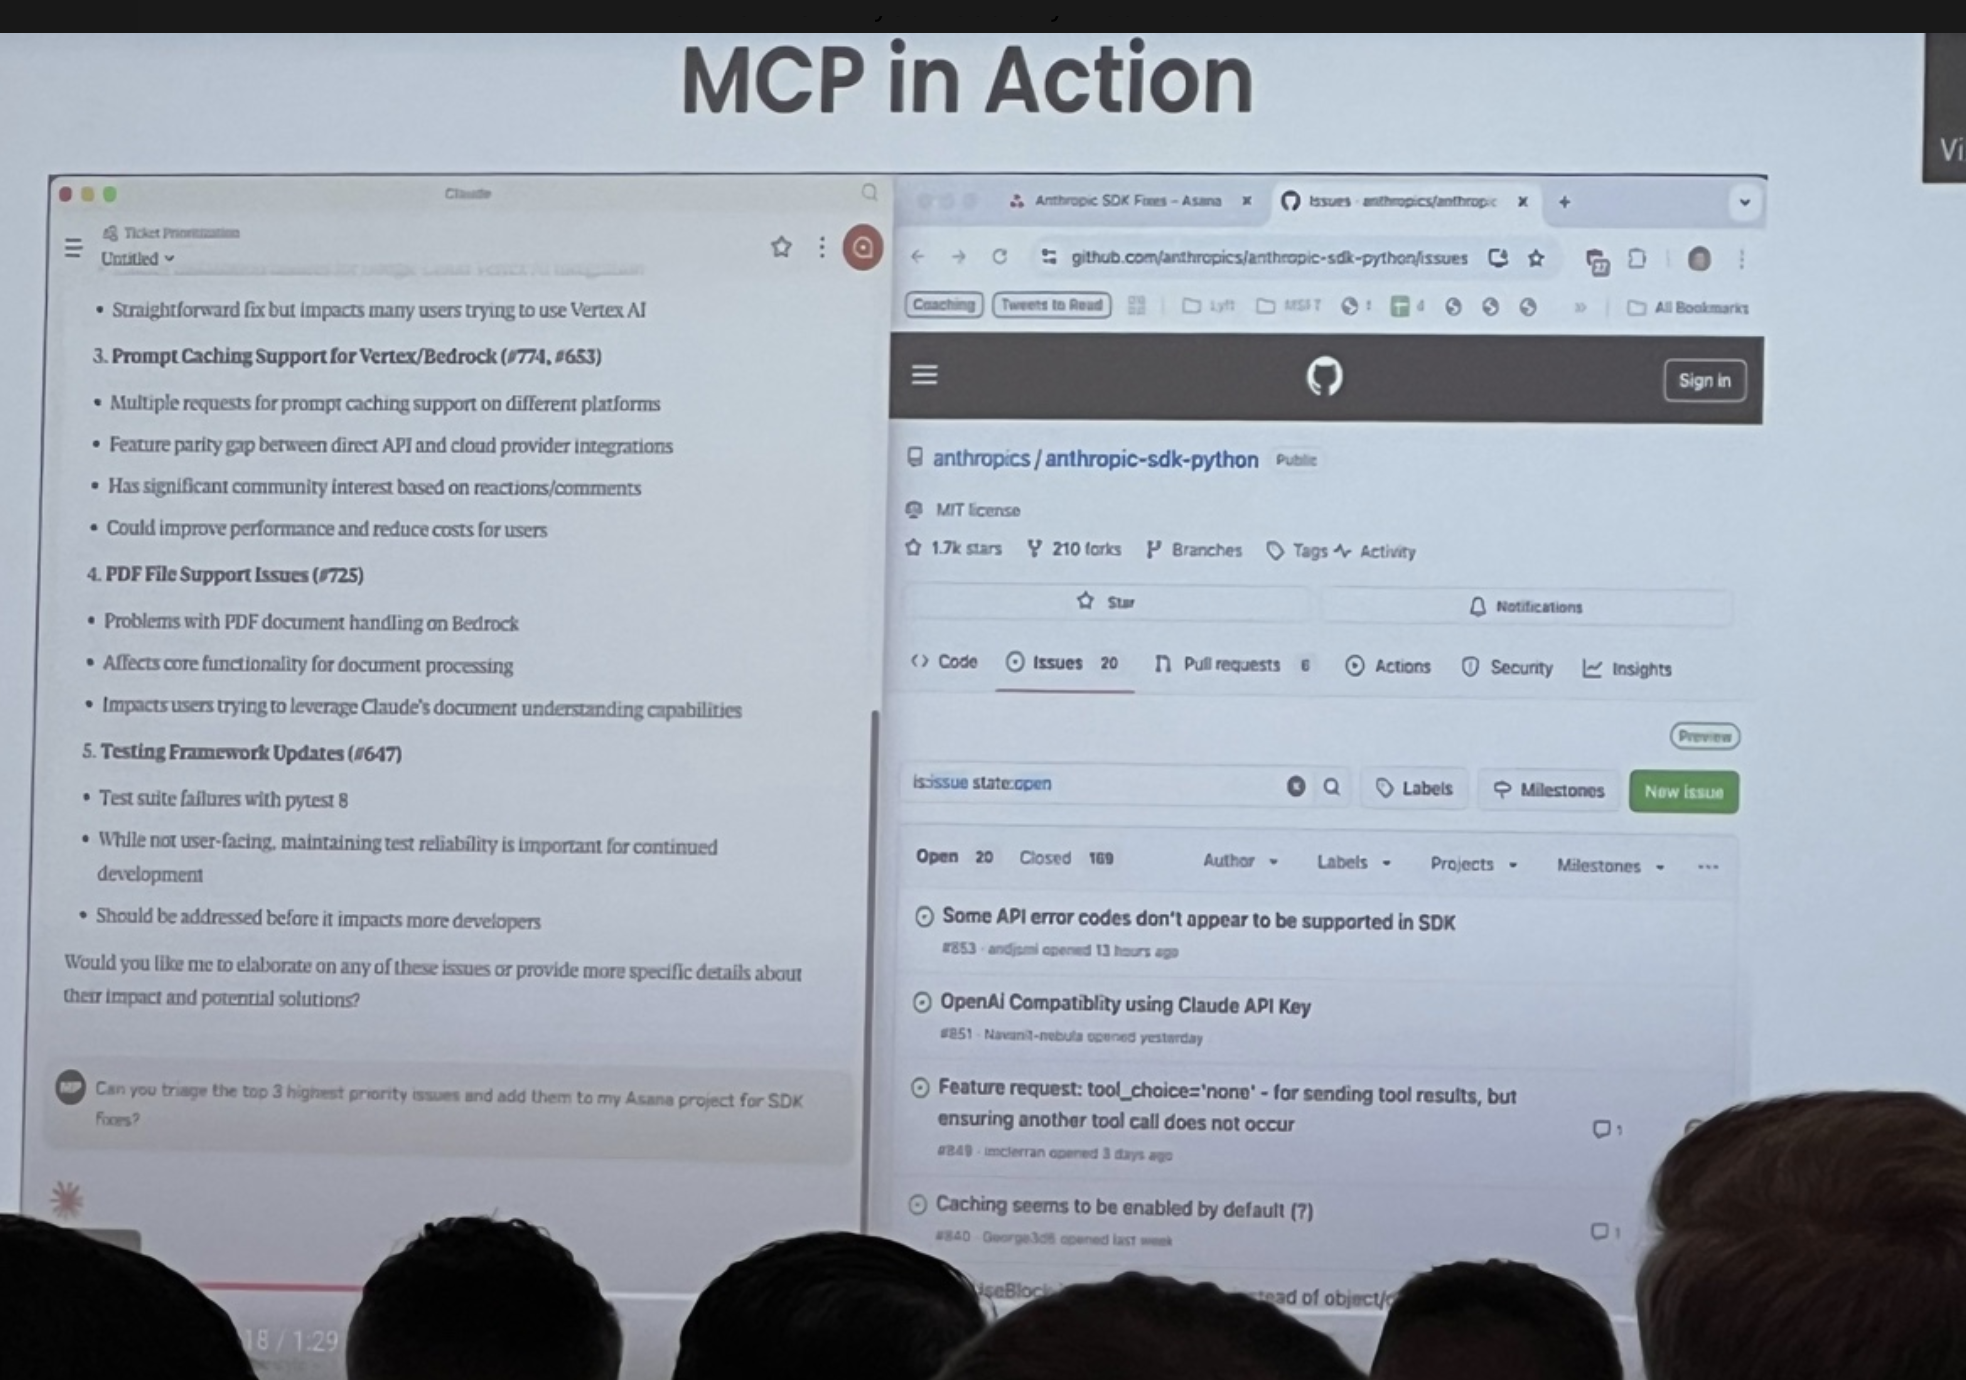 MCP in Action
Vi
Claude
Ticket Prioritization
Untitled
• Straightforward fix but impacts many users trying to use Vertex AI
3. Prompt Caching Support for Vertex/Bedrock (#774, #653)
• Multiple requests for prompt caching support on different platforms
• Feature parity gap between direct API and cloud provider integrations
• Has significant community interest based on reactions/comments
• Could improve performance and reduce costs for users
4. PDF File Support Issues (#725)
• Problems with PDF document handling on Bedrock
• Affects core functionality for document processing
• Impacts users trying to leverage Claude's document understanding capabilities
5. Testing Framework Updates (#647)
• Test suite failures with pytest 8
• While not user-facing, maintaining test reliability is important for continued
development
• Should be addressed before it impacts more developers
Would you like me to elaborate on any of these issues or provide more specific details about
their impact and potential solutions?
MP
Can you triage the top 3 highest priority issues and add them to my Asana project for SDK
fixes?
18 / 1:29
Anthropic SDK Fixes - Asana
Issues · anthropics/anthropic
github.com/anthropics/anthropic-sdk-python/issues
Coaching Tweets to Read Lyft MSFT All Bookmarks
Sign in
anthropics / anthropic-sdk-python Public
MIT license
1.7k stars 210 forks Branches Tags Activity
Star Notifications
Code Issues 20 Pull requests 6 Actions Security Insights
Preview
is:issue state:open Labels Milestones New issue
Open 20 Closed 169 Author Labels Projects Milestones ...
Some API error codes don't appear to be supported in SDK
#853 · andjsmi opened 13 hours ago
OpenAi Compatiblity using Claude API Key
#851 · Navanit-nebula opened yesterday
Feature request: tool_choice='none' - for sending tool results, but
ensuring another tool call does not occur
1
#849 · imclerran opened 3 days ago
Caching seems to be enabled by default (?)
1
#840 · George3d6 opened last week
of object/